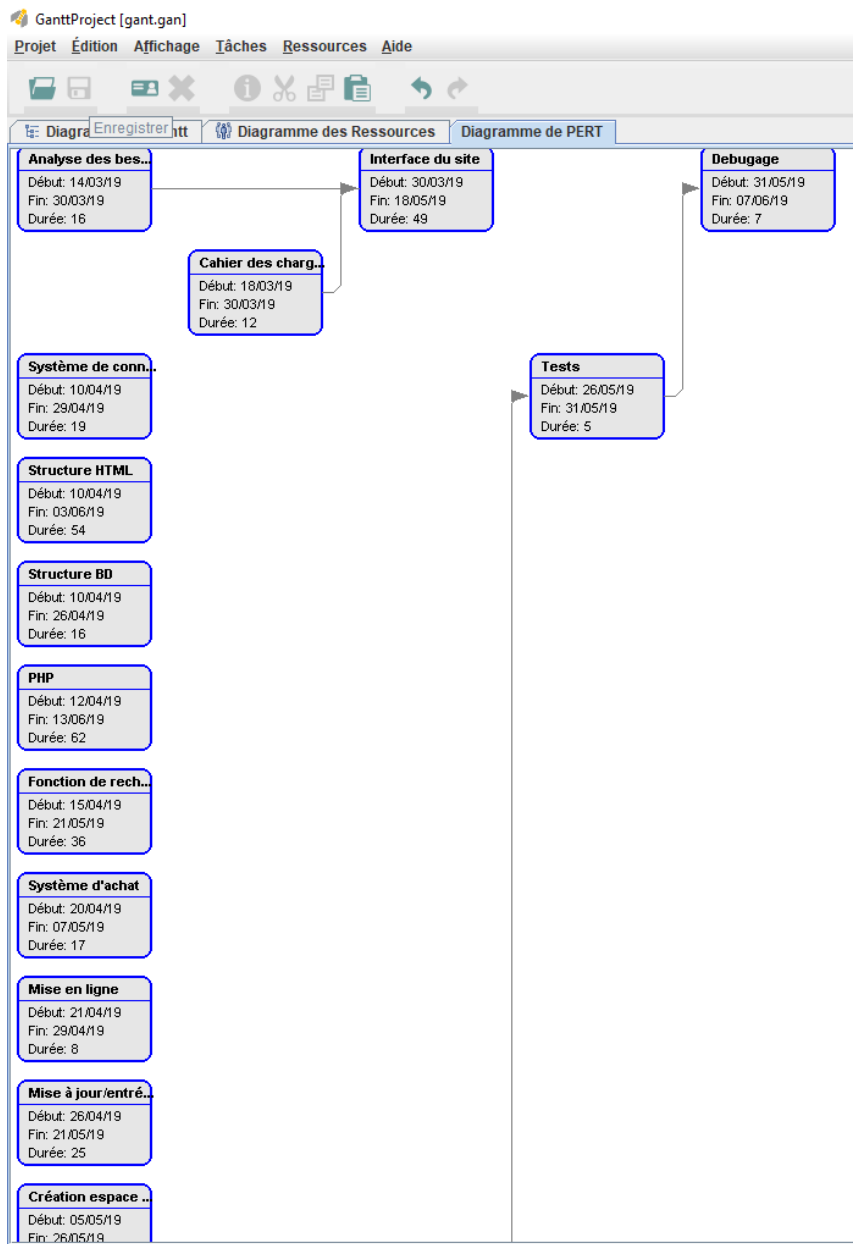 GanttProject [gant.gan]
Projet Édition Affichage Tâches Ressources Aide
Enregistrer
Diagra ntt Diagramme des Ressources Diagramme de PERT
Analyse des bes...
Début: 14/03/19
Fin: 30/03/19
Durée: 16
Interface du site
Début: 30/03/19
Fin: 18/05/19
Durée: 49
Debugage
Début: 31/05/19
Fin: 07/06/19
Durée: 7
Cahier des charg...
Début: 18/03/19
Fin: 30/03/19
Durée: 12
Système de conn...
Début: 10/04/19
Fin: 29/04/19
Durée: 19
Tests
Début: 26/05/19
Fin: 31/05/19
Durée: 5
Structure HTML
Début: 10/04/19
Fin: 03/06/19
Durée: 54
Structure BD
Début: 10/04/19
Fin: 26/04/19
Durée: 16
PHP
Début: 12/04/19
Fin: 13/06/19
Durée: 62
Fonction de rech...
Début: 15/04/19
Fin: 21/05/19
Durée: 36
Système d'achat
Début: 20/04/19
Fin: 07/05/19
Durée: 17
Mise en ligne
Début: 21/04/19
Fin: 29/04/19
Durée: 8
Mise à jour/entré...
Début: 26/04/19
Fin: 21/05/19
Durée: 25
Création espace ...
Début: 05/05/19
Fin: 26/05/19